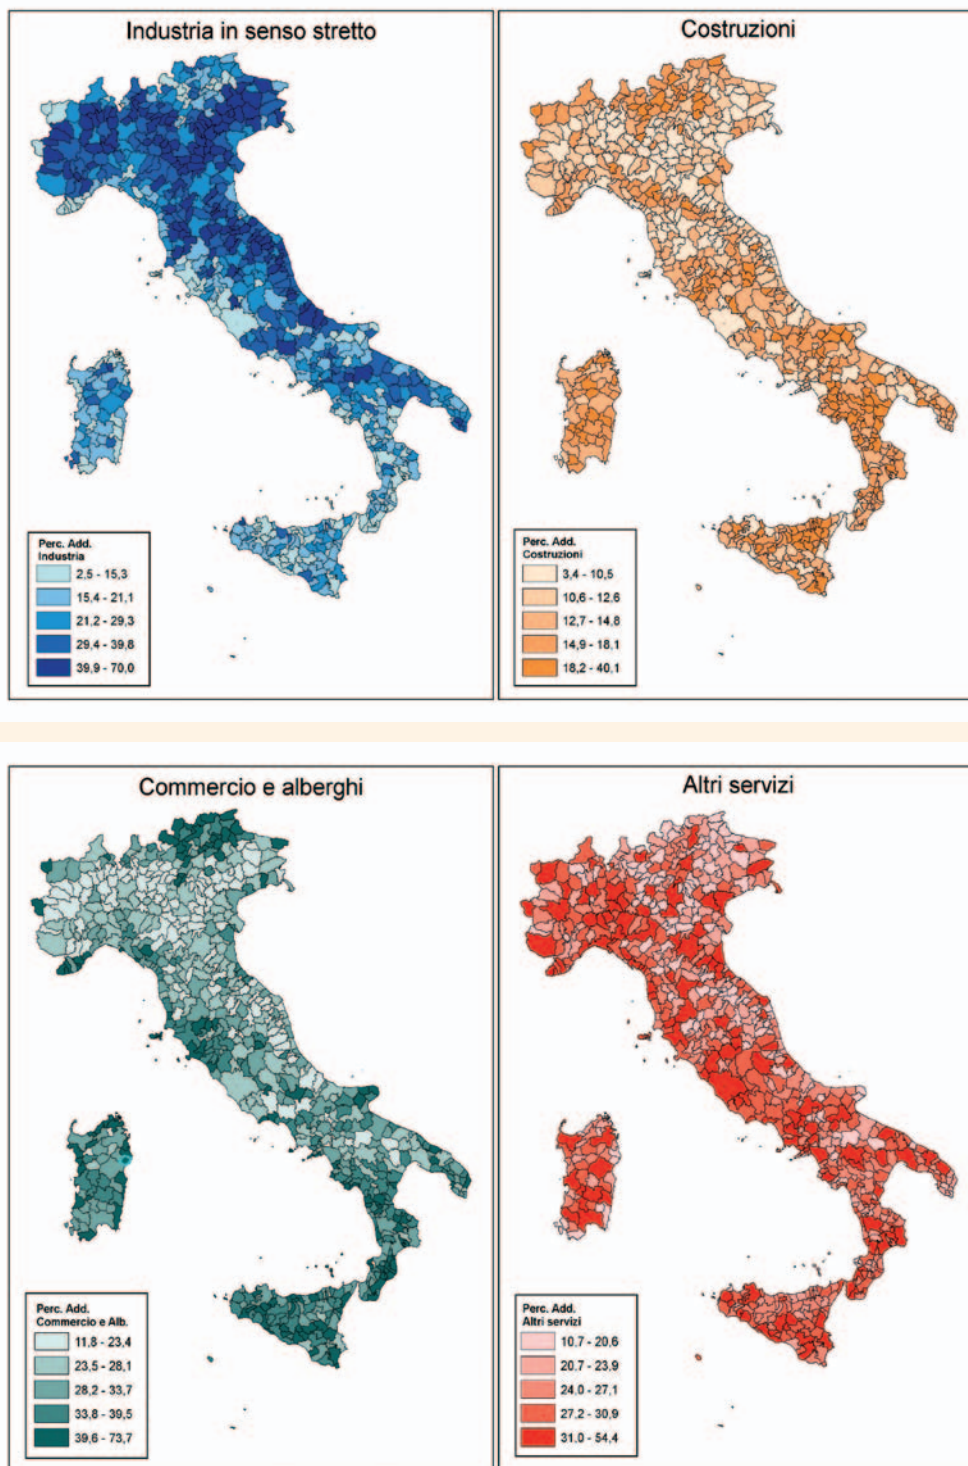 Industria in senso stretto
Perc. Add.
Industria
2,5 - 15,3
15,4 - 21,1
21,2 - 29,3
29,4 - 39,8
39,9 - 70,0
Costruzioni
Perc. Add.
Costruzioni
3,4 - 10,5
10,6 - 12,6
12,7 - 14,8
14,9 - 18,1
18,2 - 40,1
Commercio e alberghi
Perc. Add.
Commercio e Alb.
11,8 - 23,4
23,5 - 28,1
28,2 - 33,7
33,8 - 39,5
39,6 - 73,7
Altri servizi
Perc. Add.
Altri servizi
10,7 - 20,6
20,7 - 23,9
24,0 - 27,1
27,2 - 30,9
31,0 - 54,4